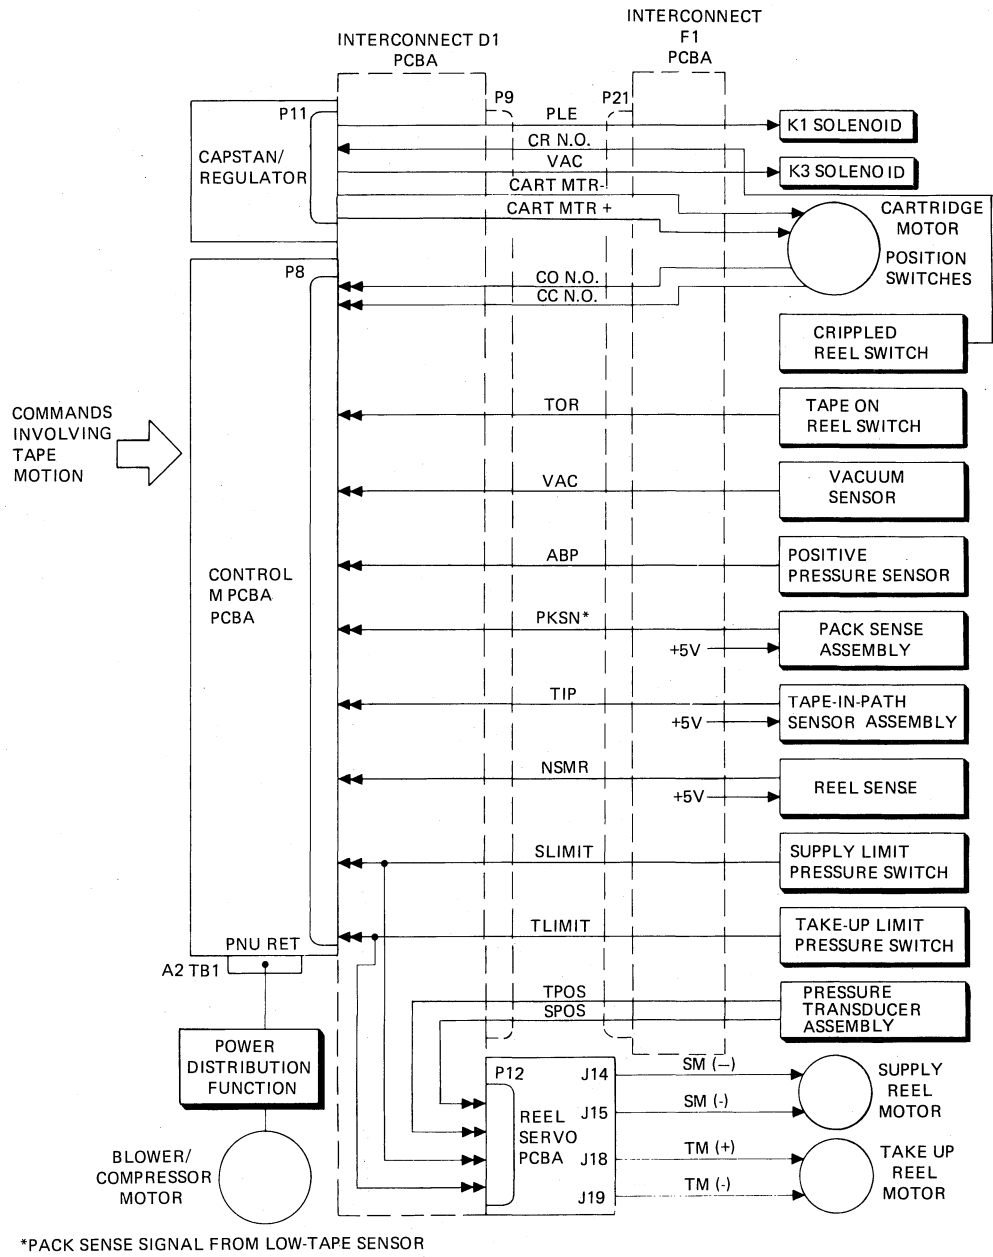 INTERCONNECT D1
PCBA
INTERCONNECT
F1
PCBA
P9
P21
P11
CAPSTAN/
REGULATOR
PLE
CR N.O.
VAC
CART MTR-
CART MTR +
K1 SOLENOID
K3 SOLENOID
CARTRIDGE
MOTOR
POSITION
SWITCHES
P8
CO N.O.
CC N.O.
CRIPPLED
REEL SWITCH
COMMANDS
INVOLVING
TAPE
MOTION
TOR
TAPE ON
REEL SWITCH
VAC
VACUUM
SENSOR
CONTROL
M PCBA
PCBA
ABP
POSITIVE
PRESSURE SENSOR
PKSN*
+5V
PACK SENSE
ASSEMBLY
TIP
+5V
TAPE-IN-PATH
SENSOR ASSEMBLY
NSMR
+5V
REEL SENSE
SLIMIT
SUPPLY LIMIT
PRESSURE SWITCH
TLIMIT
TAKE-UP LIMIT
PRESSURE SWITCH
PNU RET
A2 TB1
TPOS
SPOS
PRESSURE
TRANSDUCER
ASSEMBLY
POWER
DISTRIBUTION
FUNCTION
P12
REEL
SERVO
PCBA
J14
J15
J18
J19
SM (—)
SM (-)
TM (+)
TM (-)
SUPPLY
REEL
MOTOR
TAKE UP
REEL
MOTOR
BLOWER/
COMPRESSOR
MOTOR
*PACK SENSE SIGNAL FROM LOW-TAPE SENSOR